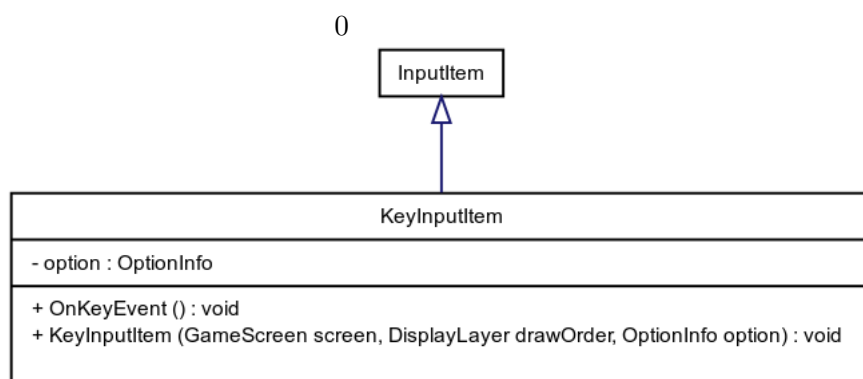 0
InputItem
KeyInputItem
- option : OptionInfo
+ OnKeyEvent () : void
+ KeyInputItem (GameScreen screen, DisplayLayer drawOrder, OptionInfo option) : void